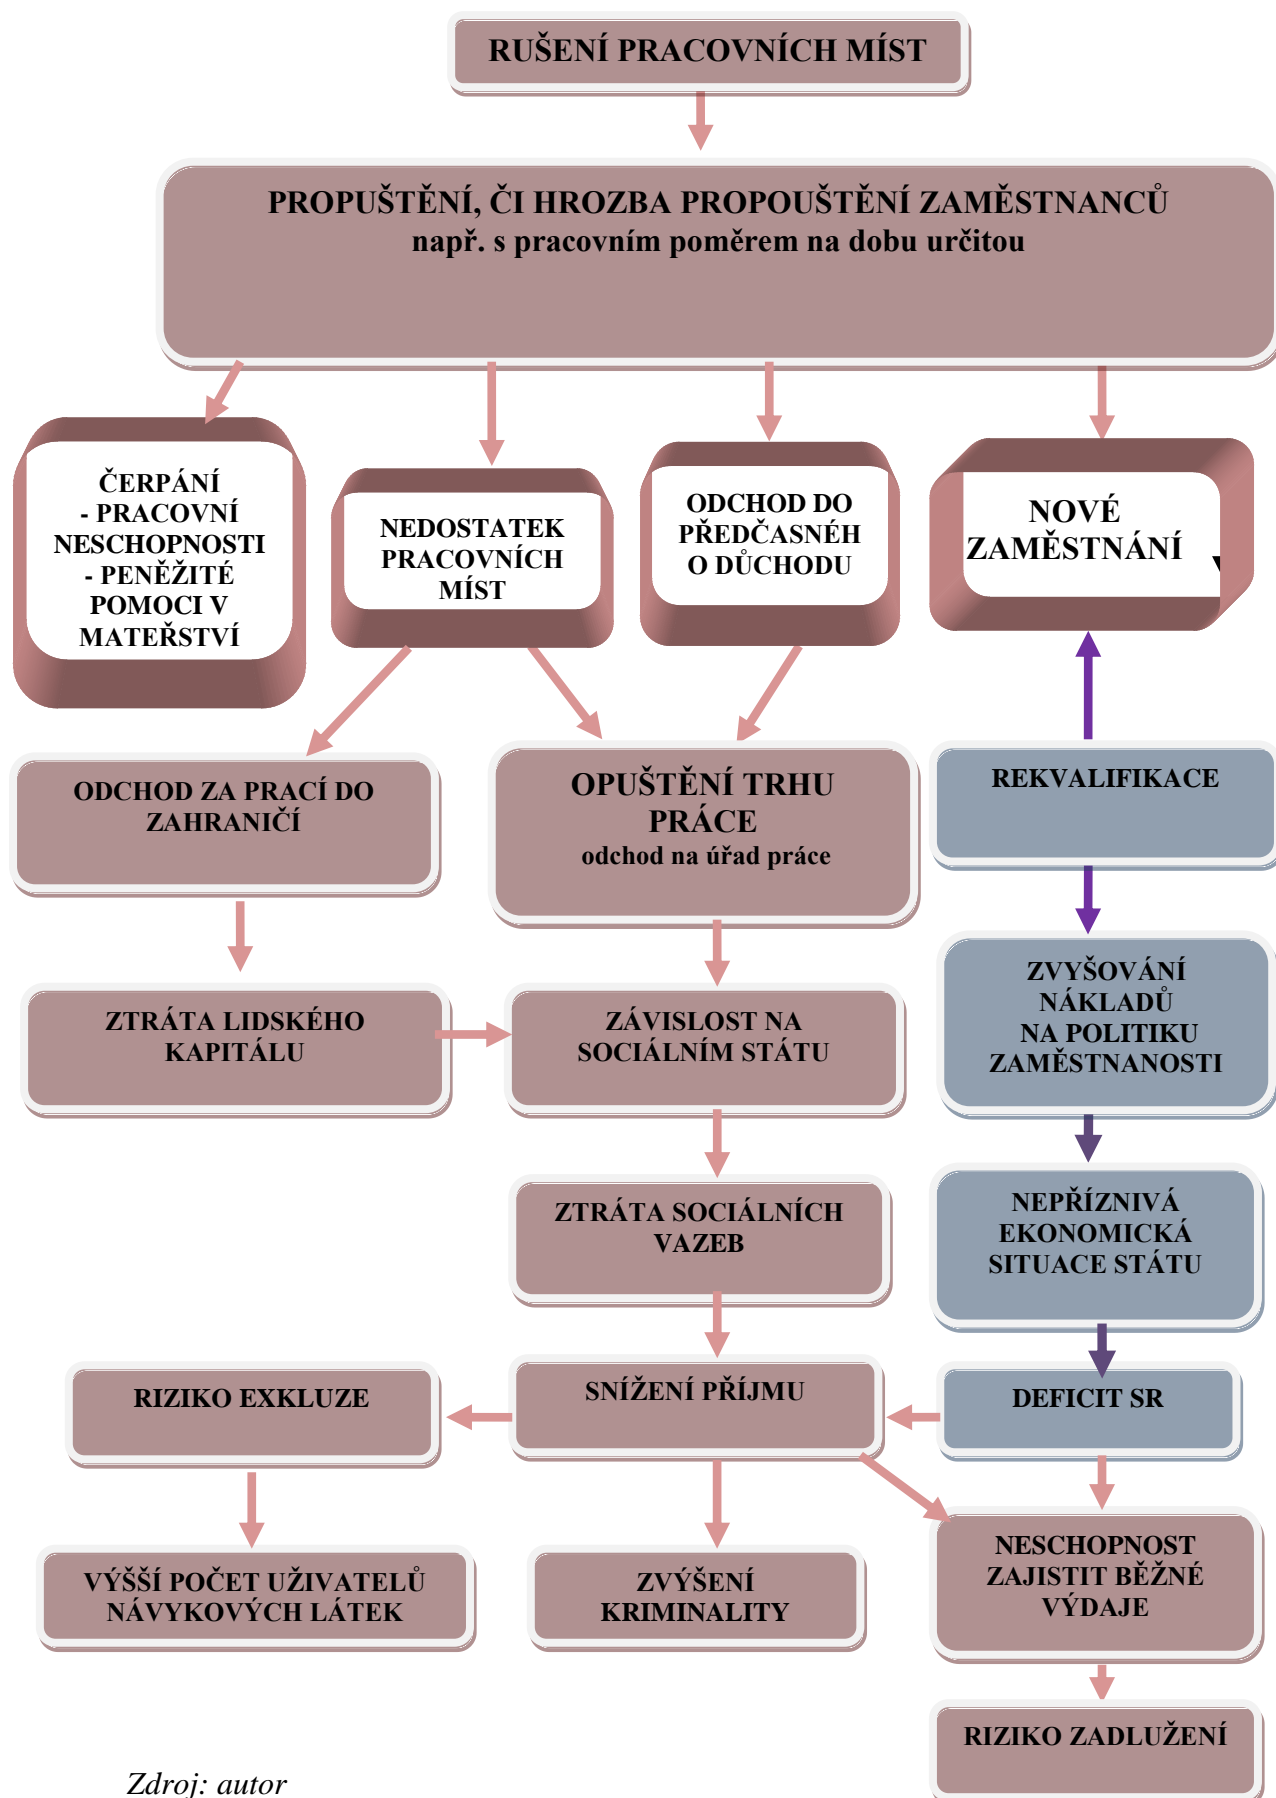 RUŠENÍ PRACOVNÍCH MÍST
PROPUŠTĚNÍ, ČI HROZBA PROPOUŠTĚNÍ ZAMĚSTNANCŮ
např. s pracovním poměrem na dobu určitou
ČERPÁNÍ
- PRACOVNÍ
NESCHOPNOSTI
- PENĚŽITÉ
POMOCI V
MATEŘSTVÍ
NEDOSTATEK
PRACOVNÍCH
MÍST
ODCHOD DO
PŘEDČASNÉH
O DŮCHODU
NOVÉ
ZAMĚSTNÁNÍ
ODCHOD ZA PRACÍ DO
ZAHRANIČÍ
OPUŠTĚNÍ TRHU
PRÁCE
odchod na úřad práce
REKVALIFIKACE
ZTRÁTA LIDSKÉHO
KAPITÁLU
ZÁVISLOST NA
SOCIÁLNÍM STÁTU
ZVYŠOVÁNÍ
NÁKLADŮ
NA POLITIKU
ZAMĚSTNANOSTI
ZTRÁTA SOCIÁLNÍCH
VAZEB
NEPŘÍZNIVÁ
EKONOMICKÁ
SITUACE STÁTU
RIZIKO EXKLUZE
SNÍŽENÍ PŘÍJMU
DEFICIT SR
VÝŠŠÍ POČET UŽIVATELŮ
NÁVYKOVÝCH LÁTEK
ZVÝŠENÍ
KRIMINALITY
NESCHOPNOST
ZAJISTIT BĚŽNÉ
VÝDAJE
RIZIKO ZADLUŽENÍ
Zdroj: autor